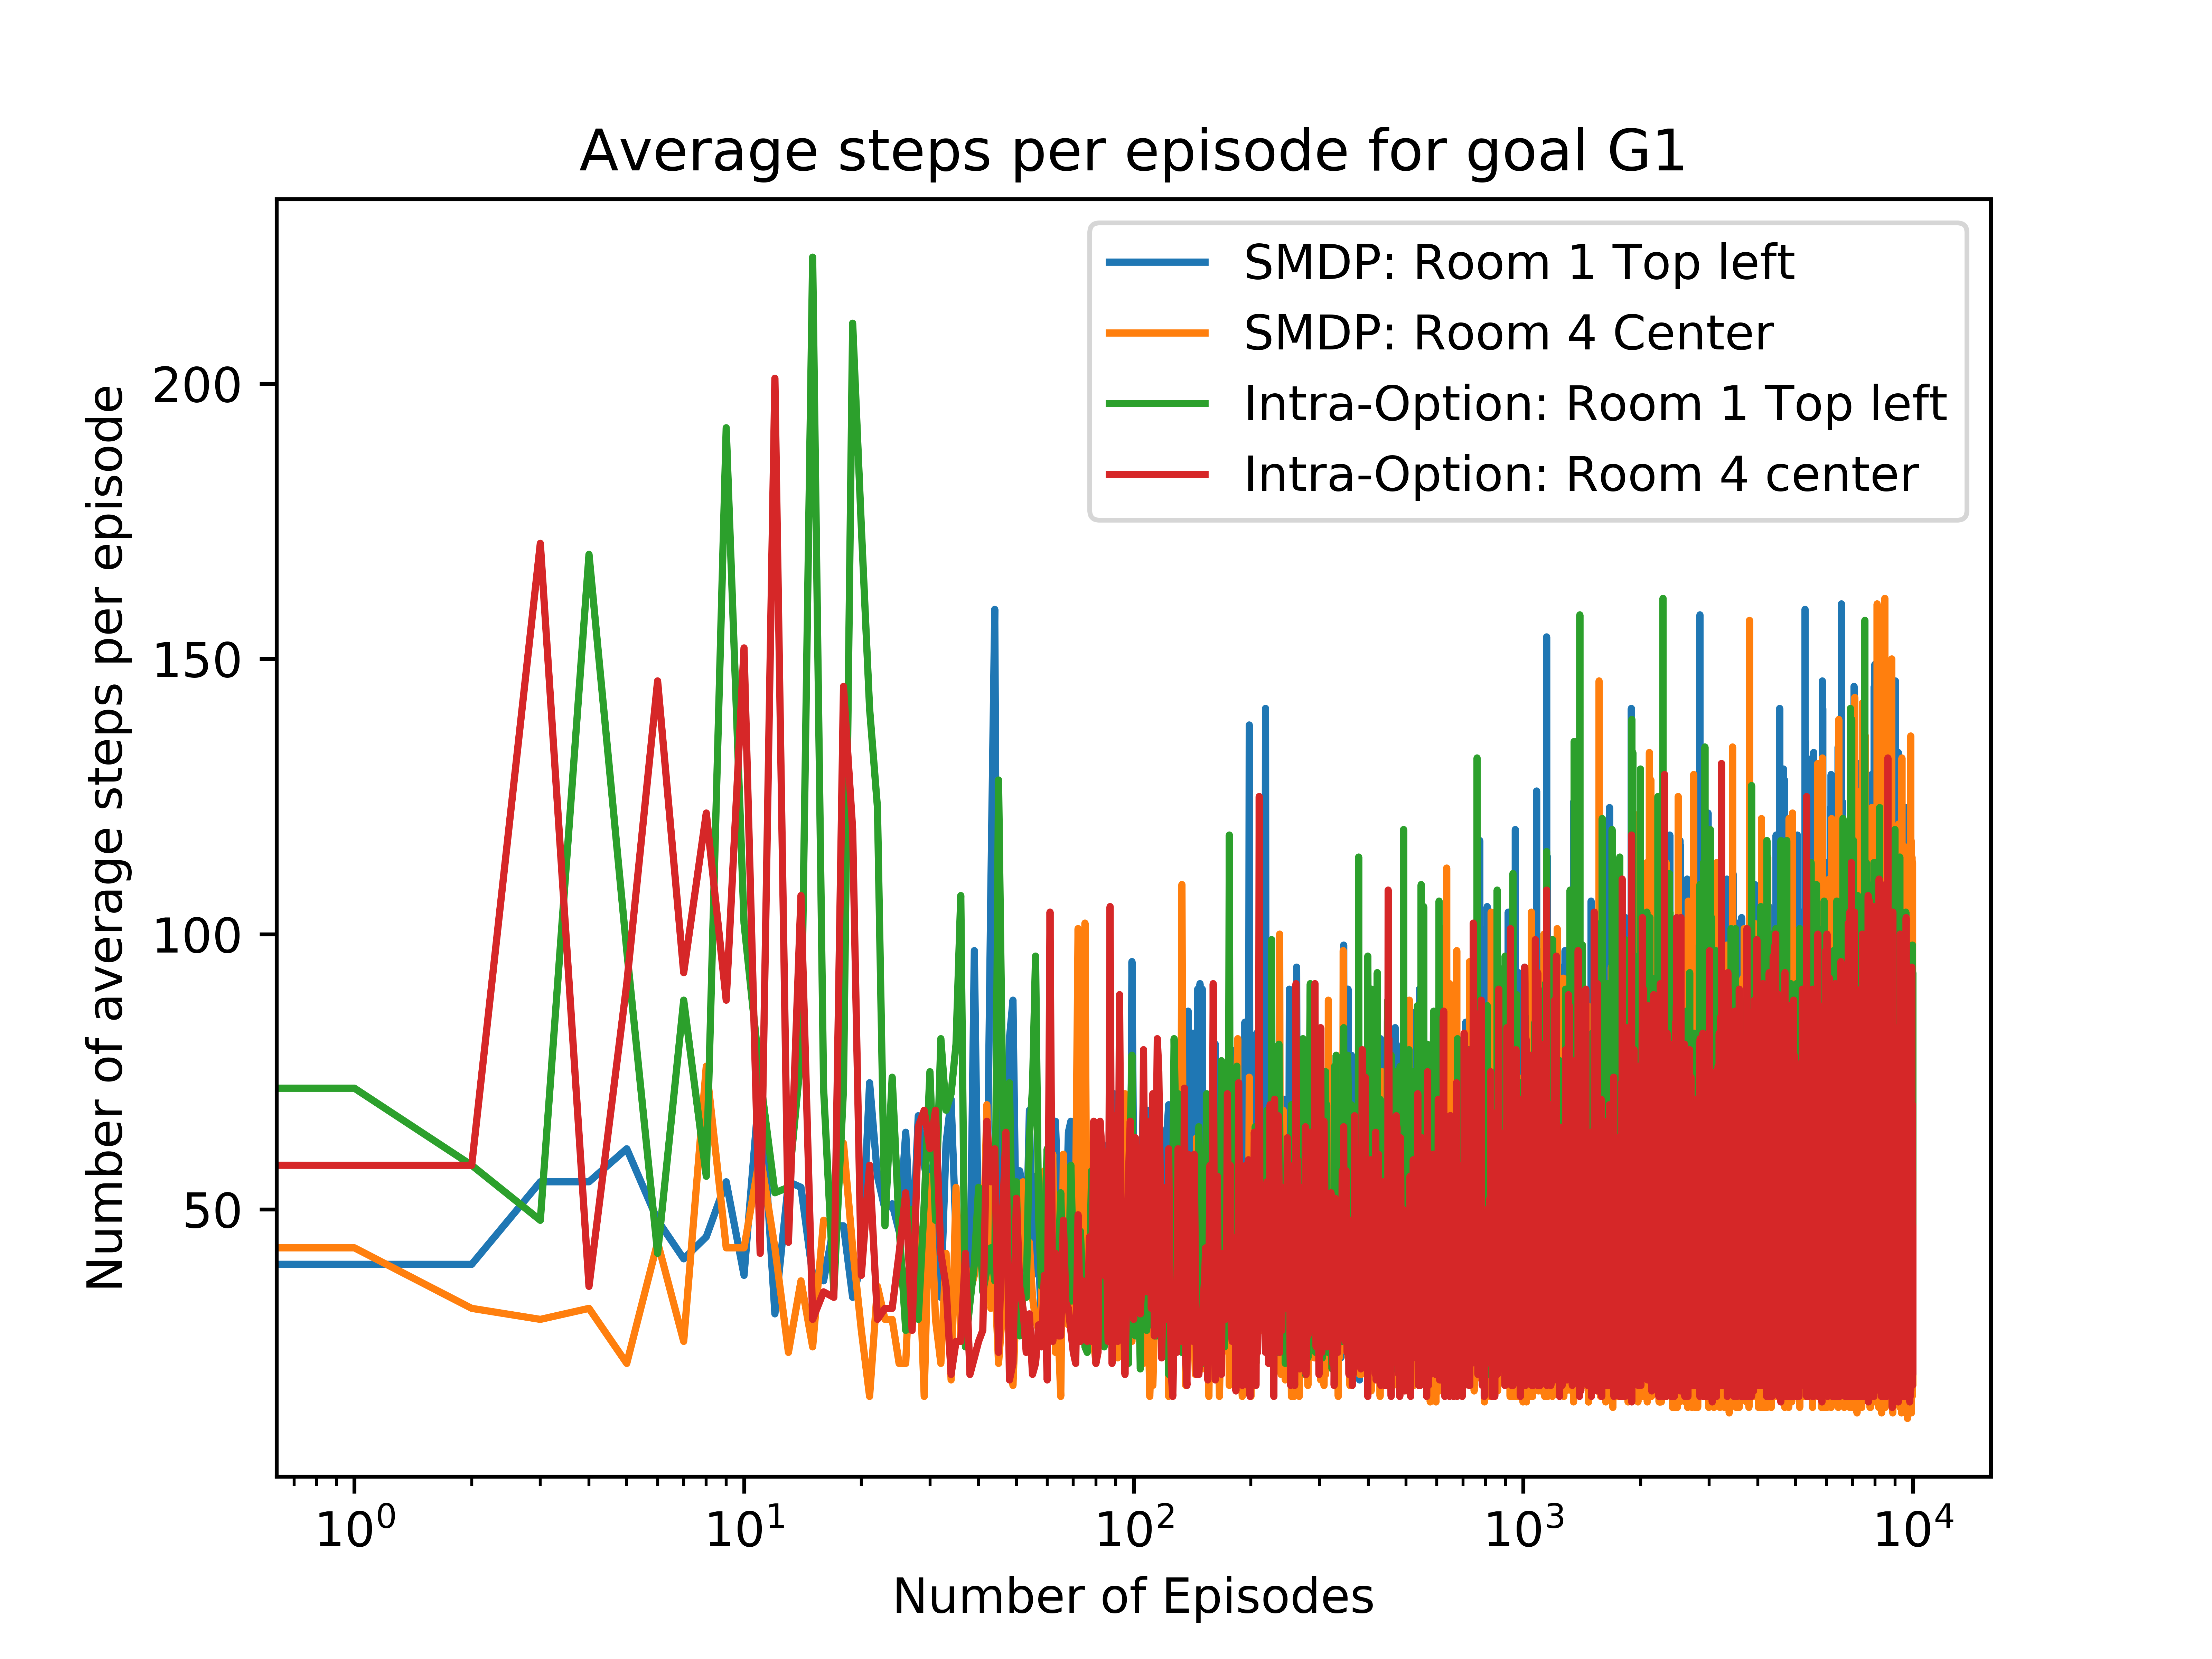 Average steps per episode for goal G1
SMDP: Room 1 Top left
SMDP: Room 4 Center
Intra-Option: Room 1 Top left
Intra-Option: Room 4 center
Number of average steps per episode
200
150
100
50
10⁰ 10¹ 10² 10³ 10⁴
Number of Episodes